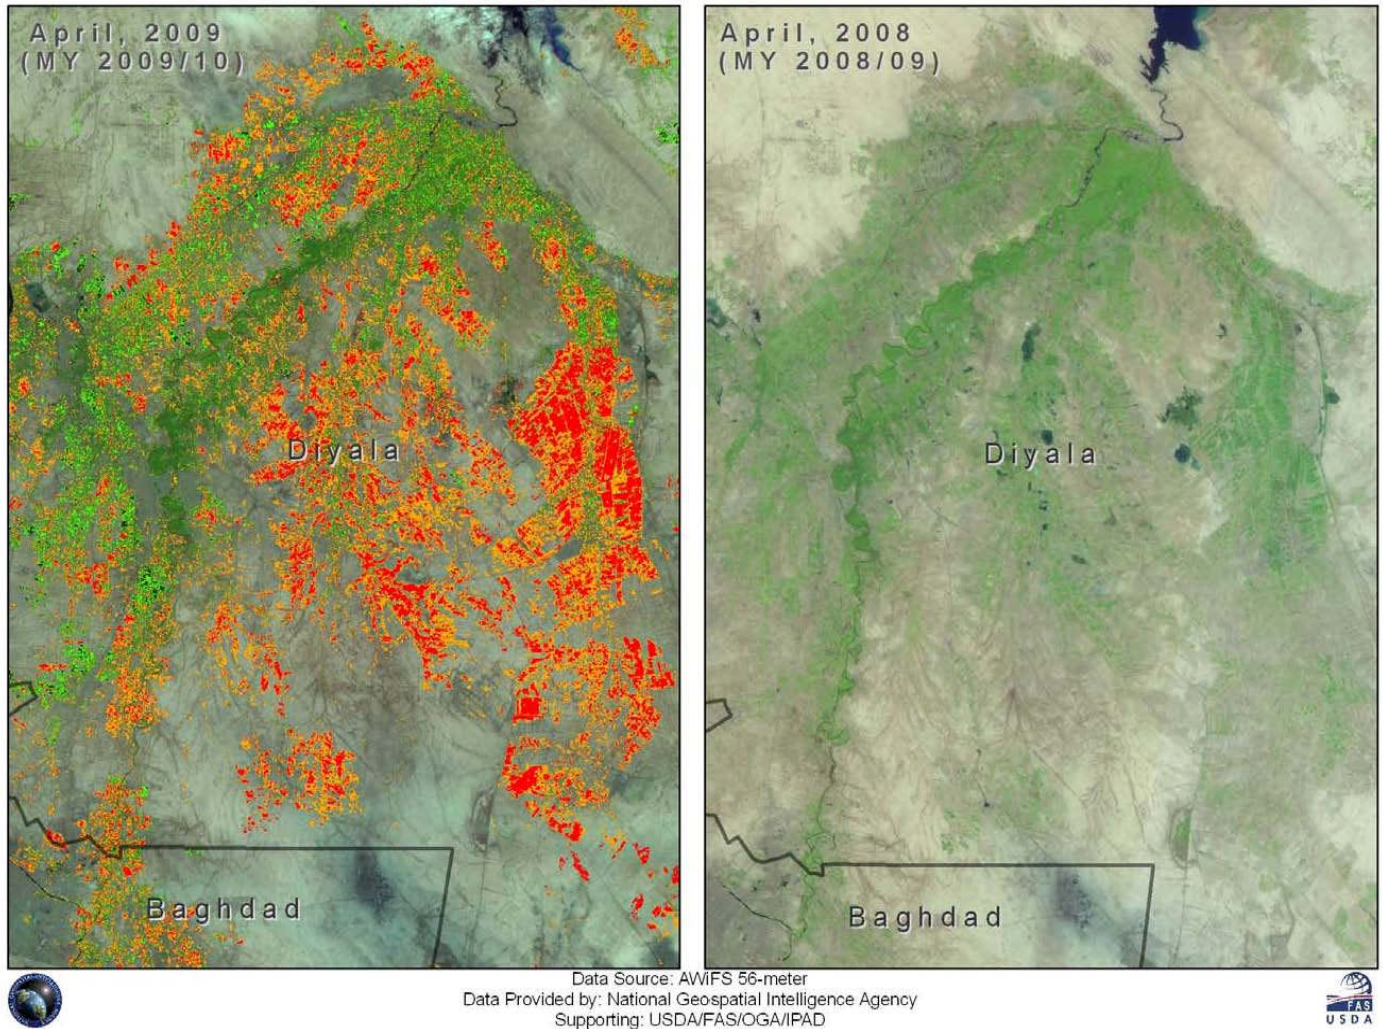 April, 2009
(MY 2009/10)
April, 2008
(MY 2008/09)
Diyala
Diyala
Baghdad
Baghdad
Data Source: AWiFS 56-meter
Data Provided by: National Geospatial Intelligence Agency
Supporting: USDA/FAS/OGA/IPAD
FAS
USDA